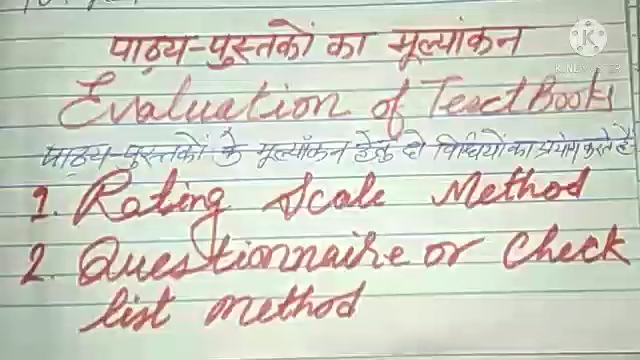 पाठ्य-पुस्तकों का मूल्यांकन
Evaluation of Text Books
पाठ्य-पुस्तकों के मूल्यांकन हेतु दो विधियों का प्रयोग करते है
1. Rating Scale Method
2. Questionnaire or Check
list method